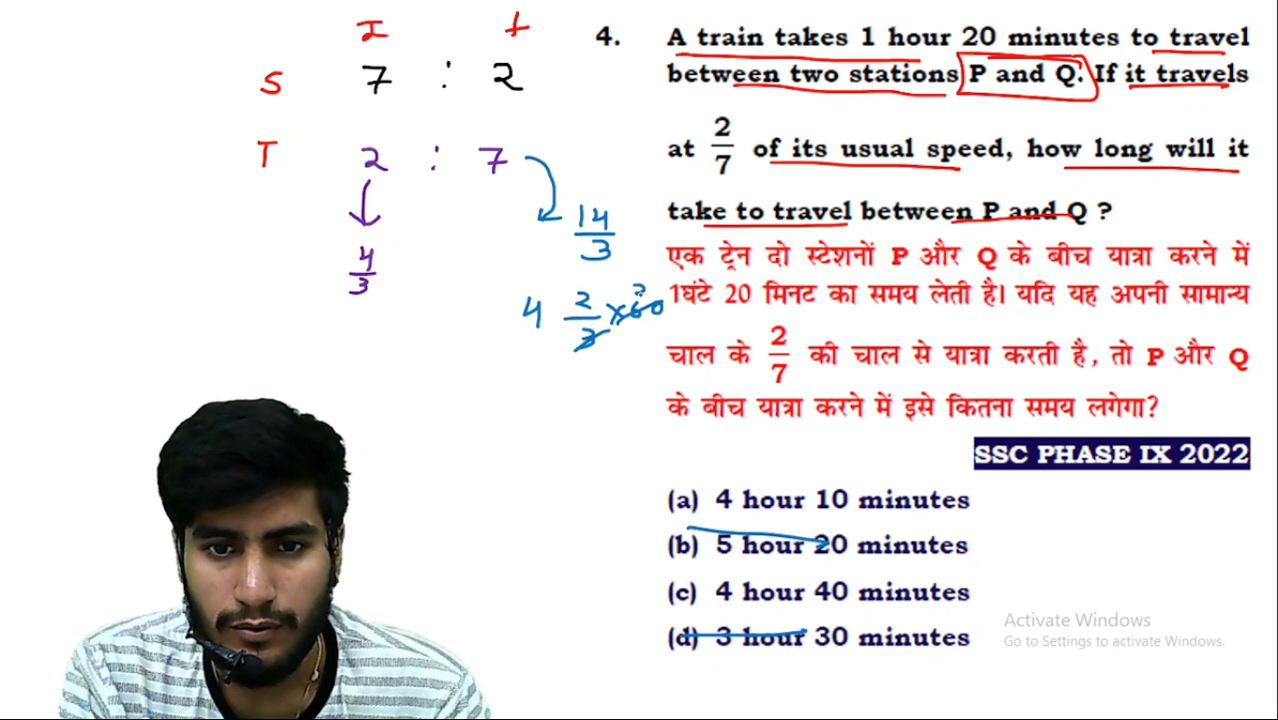 I F
S 7 : 2
T 2 : 7
4/3
14/3
4 2/3 × 60
4. A train takes 1 hour 20 minutes to travel
between two stations P and Q. If it travels
at 2/7 of its usual speed, how long will it
take to travel between P and Q ?
एक ट्रेन दो स्टेशनों P और Q के बीच यात्रा करने में
1घंटे 20 मिनट का समय लेती है। यदि यह अपनी सामान्य
चाल के 2/7 की चाल से यात्रा करती है, तो P और Q
के बीच यात्रा करने में इसे कितना समय लगेगा?
SSC PHASE IX 2022
(a) 4 hour 10 minutes
(b) 5 hour 20 minutes
(c) 4 hour 40 minutes
(d) 3 hour 30 minutes
Activate Windows
Go to Settings to activate Windows.